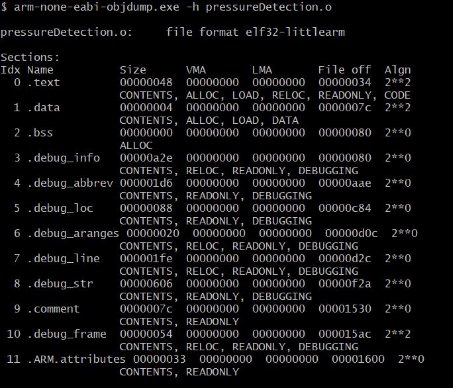 $ arm-none-eabi-objdump.exe -h pressureDetection.o
pressureDetection.o:     file format elf32-littlearm
Sections:
Idx Name          Size      VMA       LMA       File off  Algn
  0 .text         00000048  00000000  00000000  00000034  2**2
                  CONTENTS, ALLOC, LOAD, RELOC, READONLY, CODE
  1 .data         00000004  00000000  00000000  0000007c  2**2
                  CONTENTS, ALLOC, LOAD, DATA
  2 .bss          00000000  00000000  00000000  00000080  2**0
                  ALLOC
  3 .debug_info   00000a2e  00000000  00000000  00000080  2**0
                  CONTENTS, RELOC, READONLY, DEBUGGING
  4 .debug_abbrev 000001d6  00000000  00000000  00000aae  2**0
                  CONTENTS, READONLY, DEBUGGING
  5 .debug_loc    00000088  00000000  00000000  00000c84  2**0
                  CONTENTS, READONLY, DEBUGGING
  6 .debug_aranges 00000020  00000000  00000000  00000d0c  2**0
                  CONTENTS, RELOC, READONLY, DEBUGGING
  7 .debug_line   000001fe  00000000  00000000  00000d2c  2**0
                  CONTENTS, RELOC, READONLY, DEBUGGING
  8 .debug_str    00000606  00000000  00000000  00000f2a  2**0
                  CONTENTS, READONLY, DEBUGGING
  9 .comment      0000007c  00000000  00000000  00001530  2**0
                  CONTENTS, READONLY
 10 .debug_frame  00000054  00000000  00000000  000015ac  2**2
                  CONTENTS, RELOC, READONLY, DEBUGGING
 11 .ARM.attributes 00000033  00000000  00000000  00001600  2**0
                  CONTENTS, READONLY